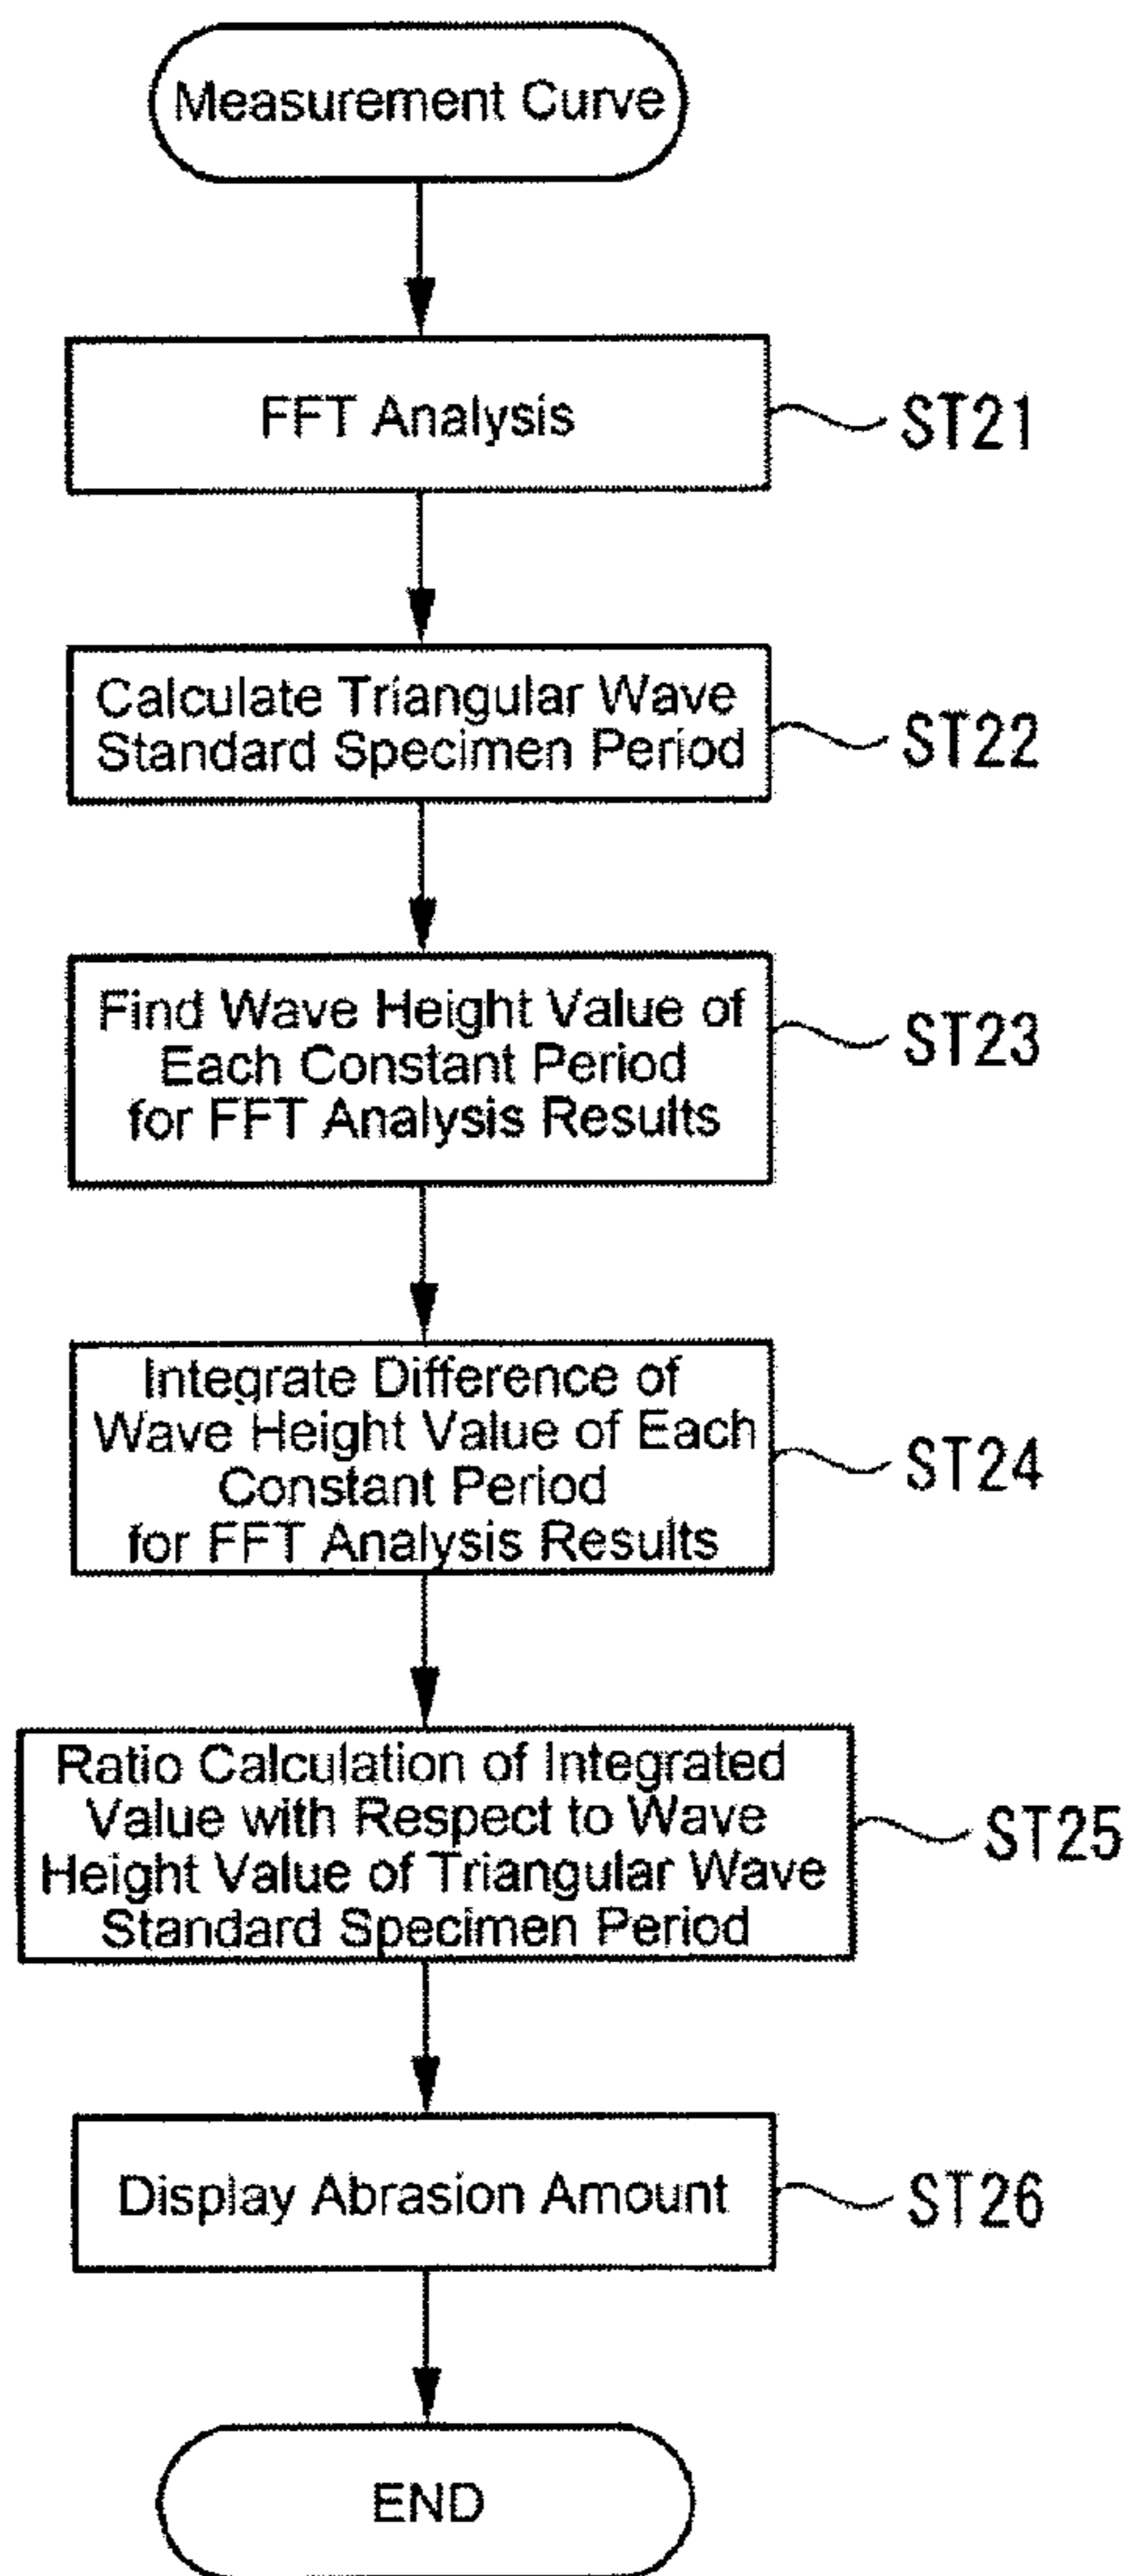 Measurement Curve
FFT Analysis
ST21
Calculate Triangular Wave
Standard Specimen Period
ST22
Find Wave Height Value of
Each Constant Period
for FFT Analysis Results
ST23
Integrate Difference of
Wave Height Value of Each
Constant Period
for FFT Analysis Results
ST24
Ratio Calculation of Integrated
Value with Respect to Wave
Height Value of Triangular Wave
Standard Specimen Period
ST25
Display Abrasion Amount
ST26
END